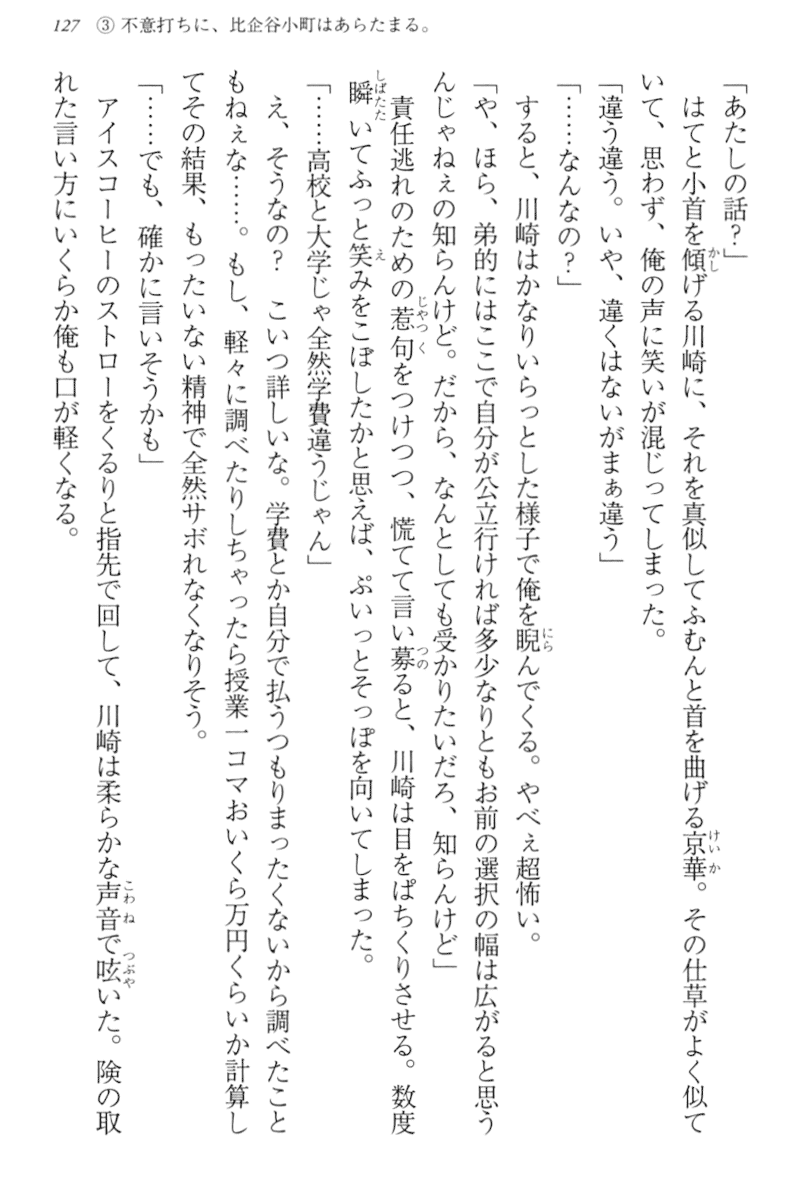 127 ③ 不意打ちに、比企谷小町はあらたまる。
「あたしの話?」
はてと小首を傾げる川崎に、それを真似してふむんと首を曲げる京華。その仕草がよく似て
いて、思わず、俺の声に笑いが混じってしまった。
「違う違う。いや、違くはないがまぁ違う」
「……なんなの?」
すると、川崎はかなりいらっとした様子で俺を睨んでくる。やべぇ超怖い。
「や、ほら、弟的にはここで自分が公立行ければ多少なりともお前の選択の幅は広がると思う
んじゃねぇの知らんけど。だから、なんとしても受かりたいだろ、知らんけど」
責任逃れのための惹句をつけつつ、慌てて言い募ると、川崎は目をぱちくりさせる。数度
瞬いてふっと笑みをこぼしたかと思えば、ぷいっとそっぽを向いてしまった。
「……高校と大学じゃ全然学費違うじゃん」
え、そうなの? こいつ詳しいな。学費とか自分で払うつもりまったくないから調べたこと
もねぇな……。もし、軽々に調べたりしちゃったら授業一コマおいくら万円くらいか計算し
てその結果、もったいない精神で全然サボれなくなりそう。
「……でも、確かに言いそうかも」
アイスコーヒーのストローをくるりと指先で回して、川崎は柔らかな声音で呟いた。険の取
れた言い方にいくらか俺も口が軽くなる。